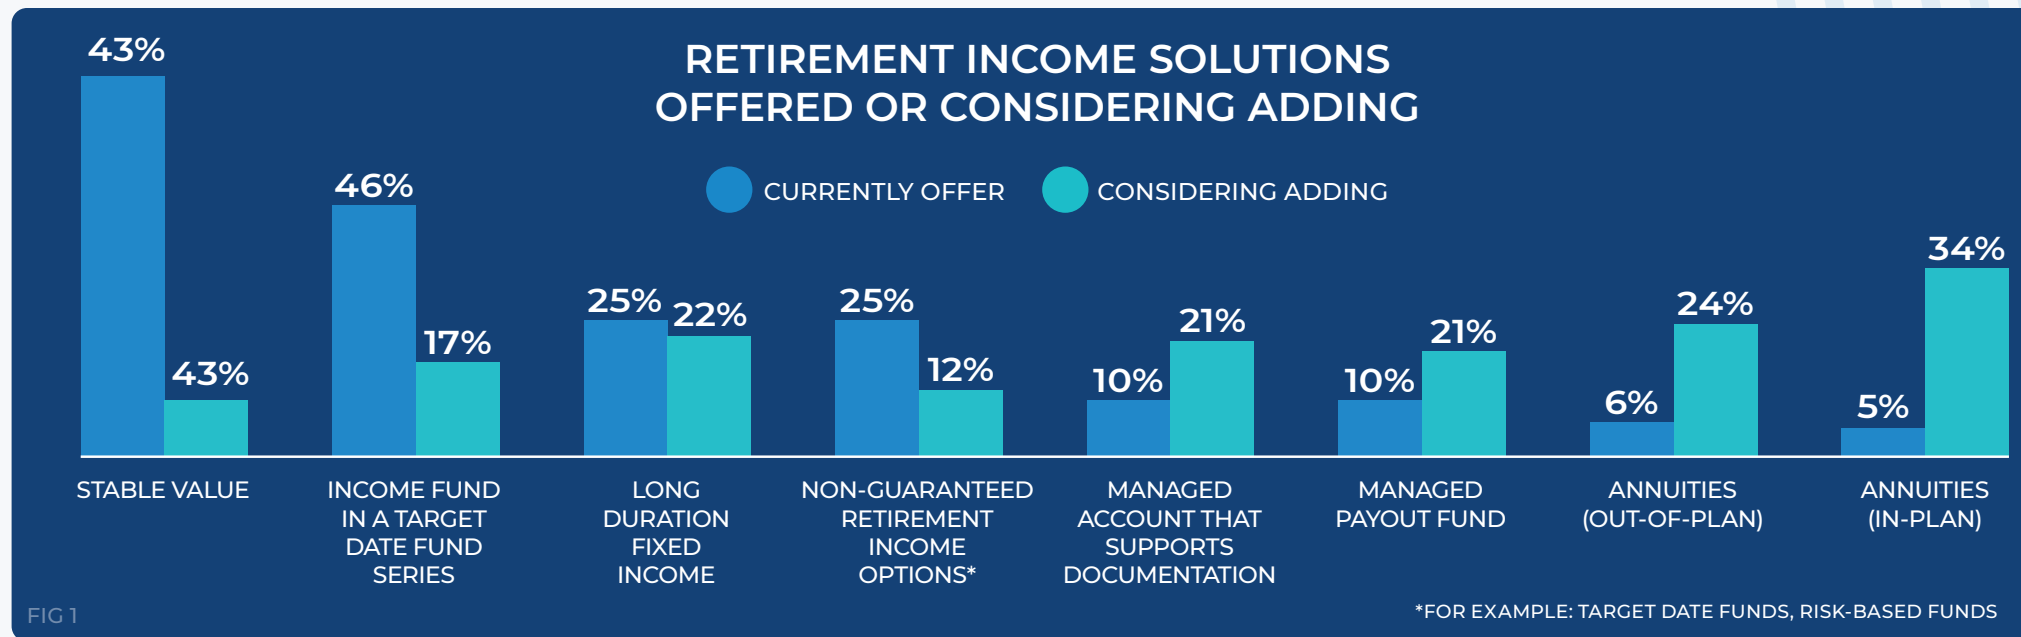 RETIREMENT INCOME SOLUTIONS
OFFERED OR CONSIDERING ADDING
CURRENTLY OFFER
CONSIDERING ADDING
43%
43%
46%
17%
25%
22%
25%
12%
10%
21%
10%
21%
6%
24%
5%
34%
STABLE VALUE
INCOME FUND
IN A TARGET
DATE FUND
SERIES
LONG
DURATION
FIXED
INCOME
NON-GUARANTEED
RETIREMENT
INCOME
OPTIONS*
MANAGED
ACCOUNT THAT
SUPPORTS
DOCUMENTATION
MANAGED
PAYOUT FUND
ANNUITIES
(OUT-OF-PLAN)
ANNUITIES
(IN-PLAN)
FIG 1
*FOR EXAMPLE: TARGET DATE FUNDS, RISK-BASED FUNDS